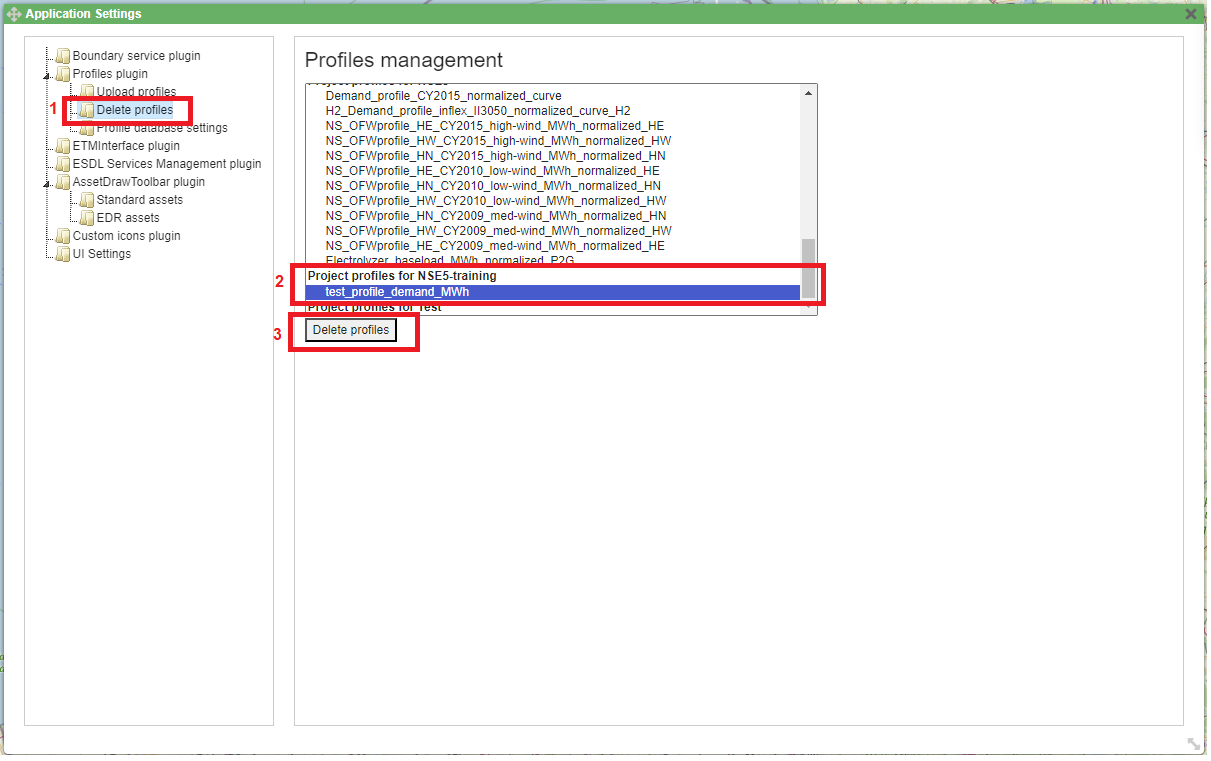 Application Settings
Boundary service plugin
Profiles plugin
Upload profiles
1
Delete profiles
Profile database settings
ETMInterface plugin
ESDL Services Management plugin
AssetDrawToolbar plugin
Standard assets
EDR assets
Custom icons plugin
UI Settings
Profiles management
Demand_profile_CY2015_normalized_curve
H2_Demand_profile_inflex_II3050_normalized_curve_H2
NS_OFWprofile_HE_CY2015_high-wind_MWh_normalized_HE
NS_OFWprofile_HW_CY2015_high-wind_MWh_normalized_HW
NS_OFWprofile_HN_CY2015_high-wind_MWh_normalized_HN
NS_OFWprofile_HE_CY2010_low-wind_MWh_normalized_HE
NS_OFWprofile_HN_CY2010_low-wind_MWh_normalized_HN
NS_OFWprofile_HW_CY2010_low-wind_MWh_normalized_HW
NS_OFWprofile_HN_CY2009_med-wind_MWh_normalized_HN
NS_OFWprofile_HW_CY2009_med-wind_MWh_normalized_HW
NS_OFWprofile_HE_CY2009_med-wind_MWh_normalized_HE
Electrolyzer_baseload_MWh_normalized_P2G
2
Project profiles for NSE5-training
test_profile_demand_MWh
Project profiles for Test
3
Delete profiles